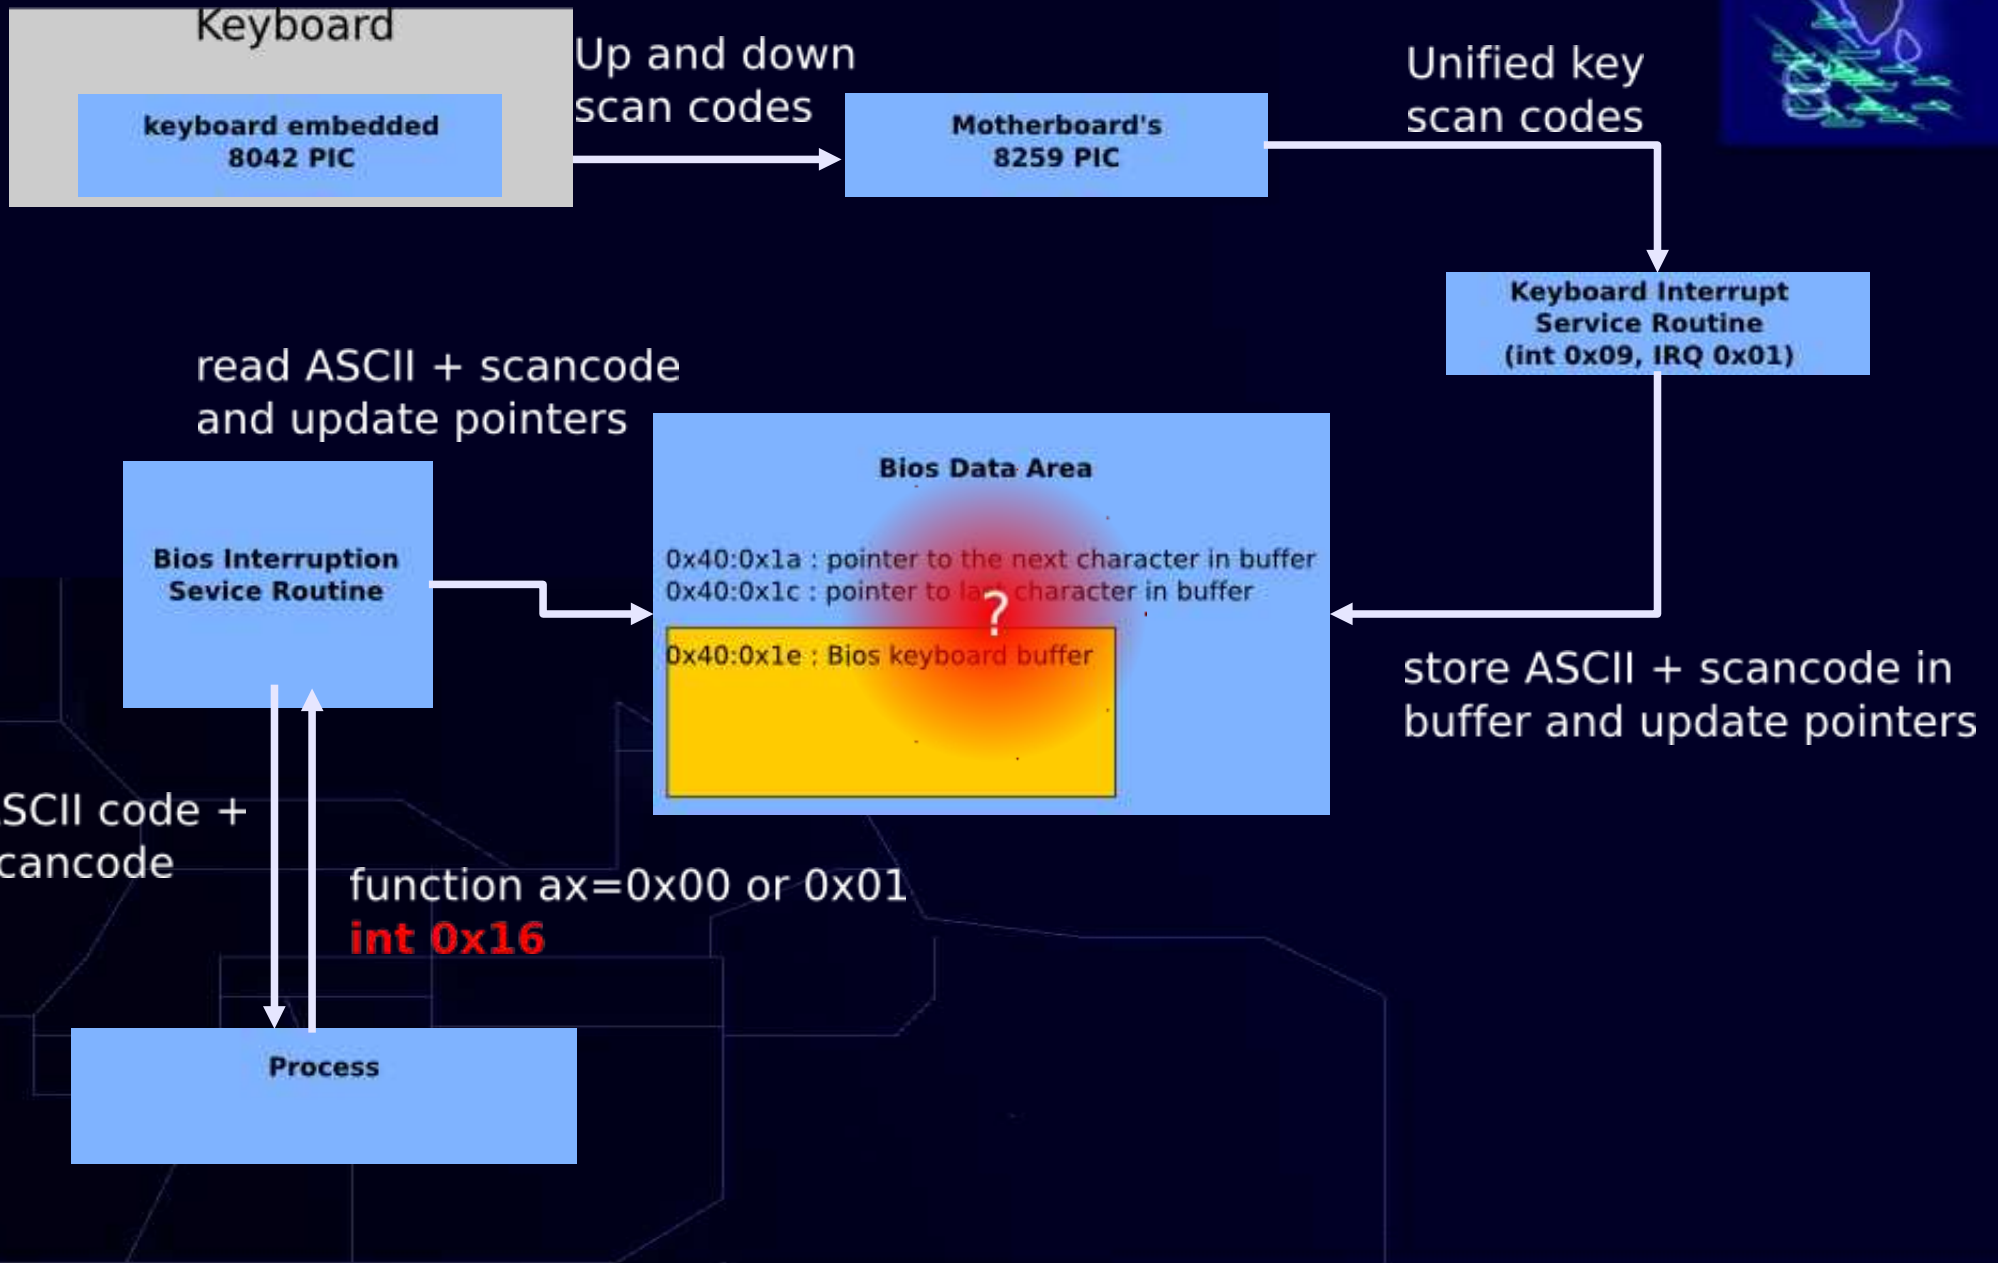 Keyboard
keyboard embedded
8042 PIC
Up and down
scan codes
Motherboard's
8259 PIC
Unified key
scan codes
Keyboard Interrupt
Service Routine
(int 0x09, IRQ 0x01)
read ASCII + scancode
and update pointers
Bios Data Area
0x40:0x1a : pointer to the next character in buffer
0x40:0x1c : pointer to last character in buffer
?
0x40:0x1e : Bios keyboard buffer
Bios Interruption
Sevice Routine
store ASCII + scancode in
buffer and update pointers
SCII code +
cancode
function ax=0x00 or 0x01
int 0x16
Process